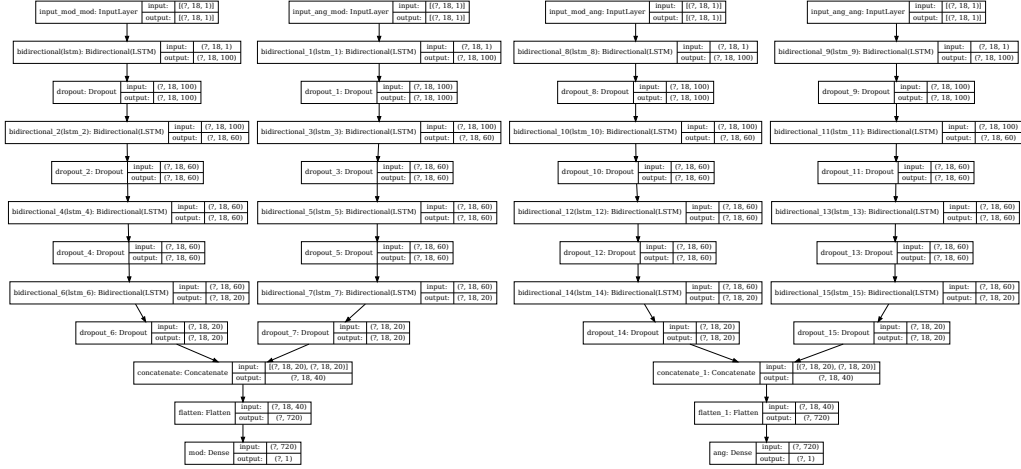 input_mod_mod: InputLayer input: [(?, 18, 1)] output: [(?, 18, 1)]
input_ang_mod: InputLayer input: [(?, 18, 1)] output: [(?, 18, 1)]
input_mod_ang: InputLayer input: [(?, 18, 1)] output: [(?, 18, 1)]
input_ang_ang: InputLayer input: [(?, 18, 1)] output: [(?, 18, 1)]
bidirectional(lstm): Bidirectional(LSTM) input: (?, 18, 1) output: (?, 18, 100)
bidirectional_1(lstm_1): Bidirectional(LSTM) input: (?, 18, 1) output: (?, 18, 100)
bidirectional_8(lstm_8): Bidirectional(LSTM) input: (?, 18, 1) output: (?, 18, 100)
bidirectional_9(lstm_9): Bidirectional(LSTM) input: (?, 18, 1) output: (?, 18, 100)
dropout: Dropout input: (?, 18, 100) output: (?, 18, 100)
dropout_1: Dropout input: (?, 18, 100) output: (?, 18, 100)
dropout_8: Dropout input: (?, 18, 100) output: (?, 18, 100)
dropout_9: Dropout input: (?, 18, 100) output: (?, 18, 100)
bidirectional_2(lstm_2): Bidirectional(LSTM) input: (?, 18, 100) output: (?, 18, 60)
bidirectional_3(lstm_3): Bidirectional(LSTM) input: (?, 18, 100) output: (?, 18, 60)
bidirectional_10(lstm_10): Bidirectional(LSTM) input: (?, 18, 100) output: (?, 18, 60)
bidirectional_11(lstm_11): Bidirectional(LSTM) input: (?, 18, 100) output: (?, 18, 60)
dropout_2: Dropout input: (?, 18, 60) output: (?, 18, 60)
dropout_3: Dropout input: (?, 18, 60) output: (?, 18, 60)
dropout_10: Dropout input: (?, 18, 60) output: (?, 18, 60)
dropout_11: Dropout input: (?, 18, 60) output: (?, 18, 60)
bidirectional_4(lstm_4): Bidirectional(LSTM) input: (?, 18, 60) output: (?, 18, 60)
bidirectional_5(lstm_5): Bidirectional(LSTM) input: (?, 18, 60) output: (?, 18, 60)
bidirectional_12(lstm_12): Bidirectional(LSTM) input: (?, 18, 60) output: (?, 18, 60)
bidirectional_13(lstm_13): Bidirectional(LSTM) input: (?, 18, 60) output: (?, 18, 60)
dropout_4: Dropout input: (?, 18, 60) output: (?, 18, 60)
dropout_5: Dropout input: (?, 18, 60) output: (?, 18, 60)
dropout_12: Dropout input: (?, 18, 60) output: (?, 18, 60)
dropout_13: Dropout input: (?, 18, 60) output: (?, 18, 60)
bidirectional_6(lstm_6): Bidirectional(LSTM) input: (?, 18, 60) output: (?, 18, 20)
bidirectional_7(lstm_7): Bidirectional(LSTM) input: (?, 18, 60) output: (?, 18, 20)
bidirectional_14(lstm_14): Bidirectional(LSTM) input: (?, 18, 60) output: (?, 18, 20)
bidirectional_15(lstm_15): Bidirectional(LSTM) input: (?, 18, 60) output: (?, 18, 20)
dropout_6: Dropout input: (?, 18, 20) output: (?, 18, 20)
dropout_7: Dropout input: (?, 18, 20) output: (?, 18, 20)
dropout_14: Dropout input: (?, 18, 20) output: (?, 18, 20)
dropout_15: Dropout input: (?, 18, 20) output: (?, 18, 20)
concatenate: Concatenate input: [(?, 18, 20), (?, 18, 20)] output: (?, 18, 40)
concatenate_1: Concatenate input: [(?, 18, 20), (?, 18, 20)] output: (?, 18, 40)
flatten: Flatten input: (?, 18, 40) output: (?, 720)
flatten_1: Flatten input: (?, 18, 40) output: (?, 720)
mod: Dense input: (?, 720) output: (?, 1)
ang: Dense input: (?, 720) output: (?, 1)